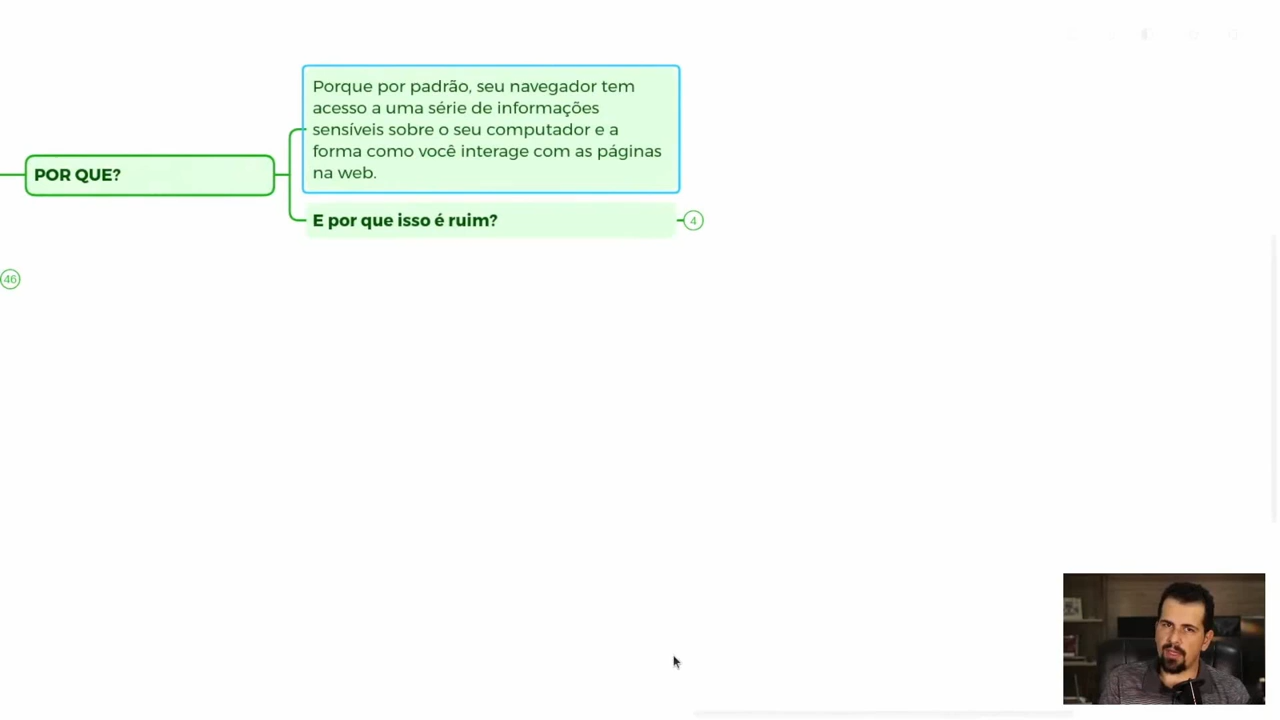 Porque por padrão, seu navegador tem
acesso a uma série de informações
sensíveis sobre o seu computador e a
forma como você interage com as páginas
na web.
POR QUE?
E por que isso é ruim?
4
46